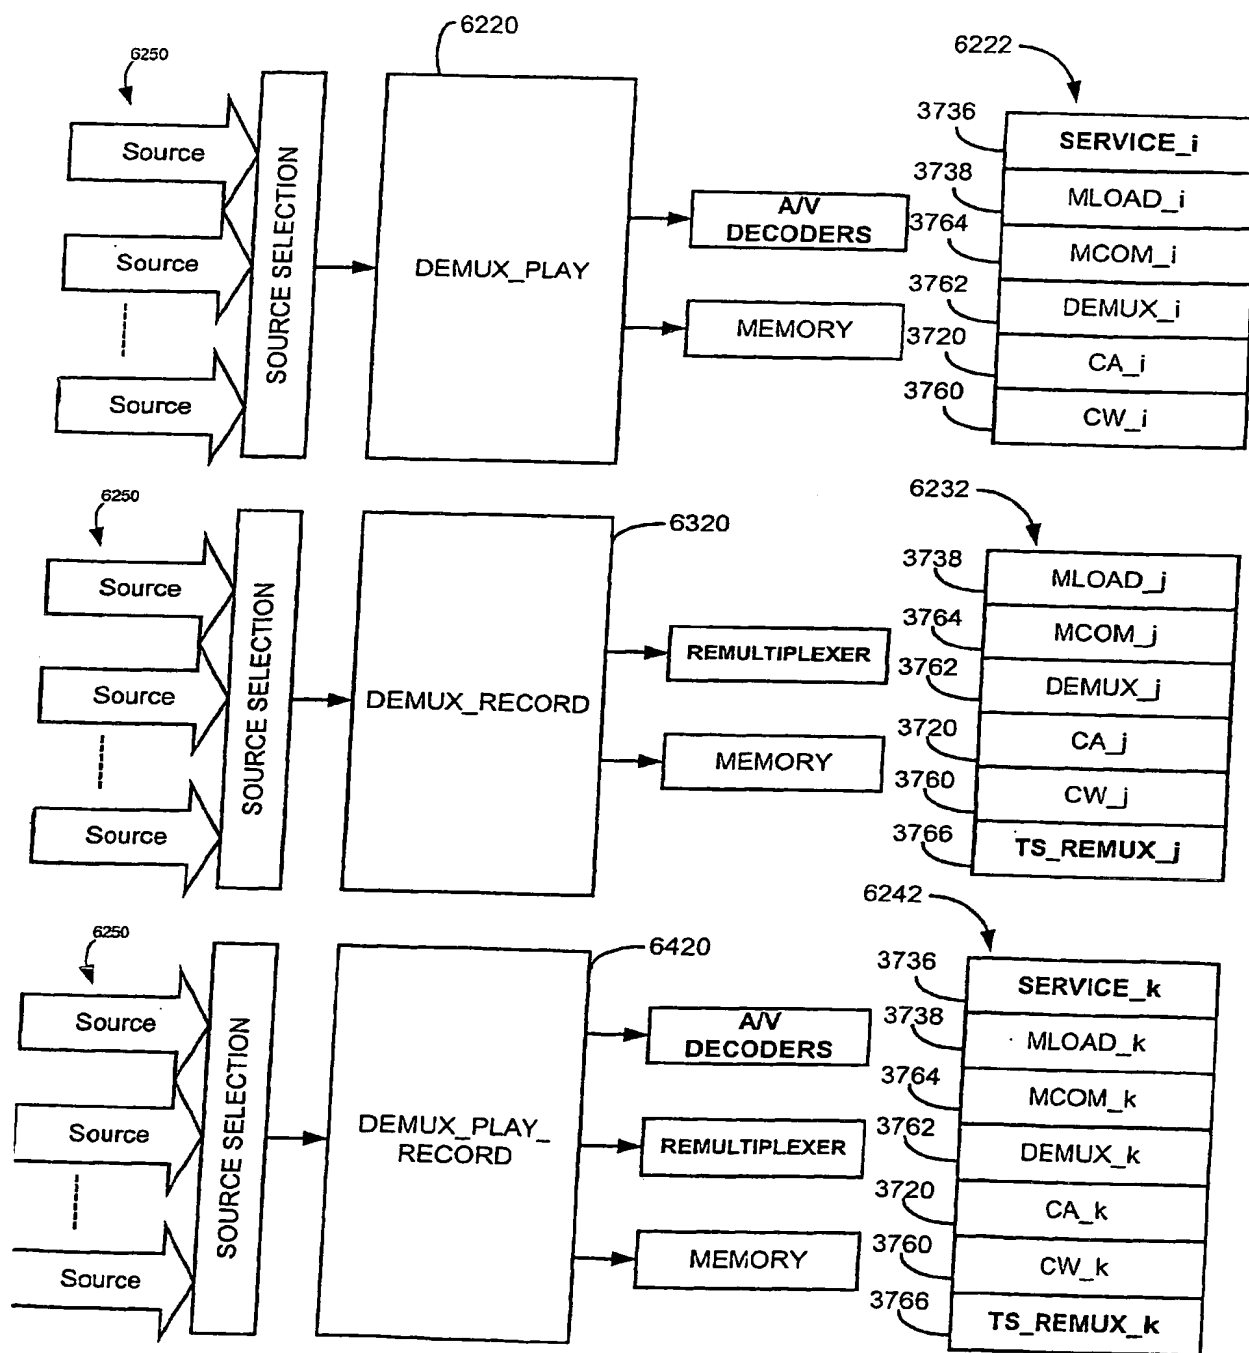 6220
6250
6222
3736
SERVICE_i
Source
3738
MLOAD_i
A/V
DECODERS
3764
MCOM_i
Source
SOURCE SELECTION
DEMUX_PLAY
3762
DEMUX_i
MEMORY
3720
CA_i
Source
3760
CW_i
6250
6320
6232
3738
MLOAD_j
Source
3764
MCOM_j
REMULTIPLEXER
3762
DEMUX_j
Source
SOURCE SELECTION
DEMUX_RECORD
3720
CA_j
MEMORY
3760
CW_j
Source
3766
TS_REMUX_j
6242
6250
6420
3736
SERVICE_k
Source
3738
MLOAD_k
A/V
DECODERS
3764
MCOM_k
Source
SOURCE SELECTION
DEMUX_PLAY_
RECORD
REMULTIPLEXER
3762
DEMUX_k
3720
CA_k
MEMORY
3760
CW_k
Source
3766
TS_REMUX_k